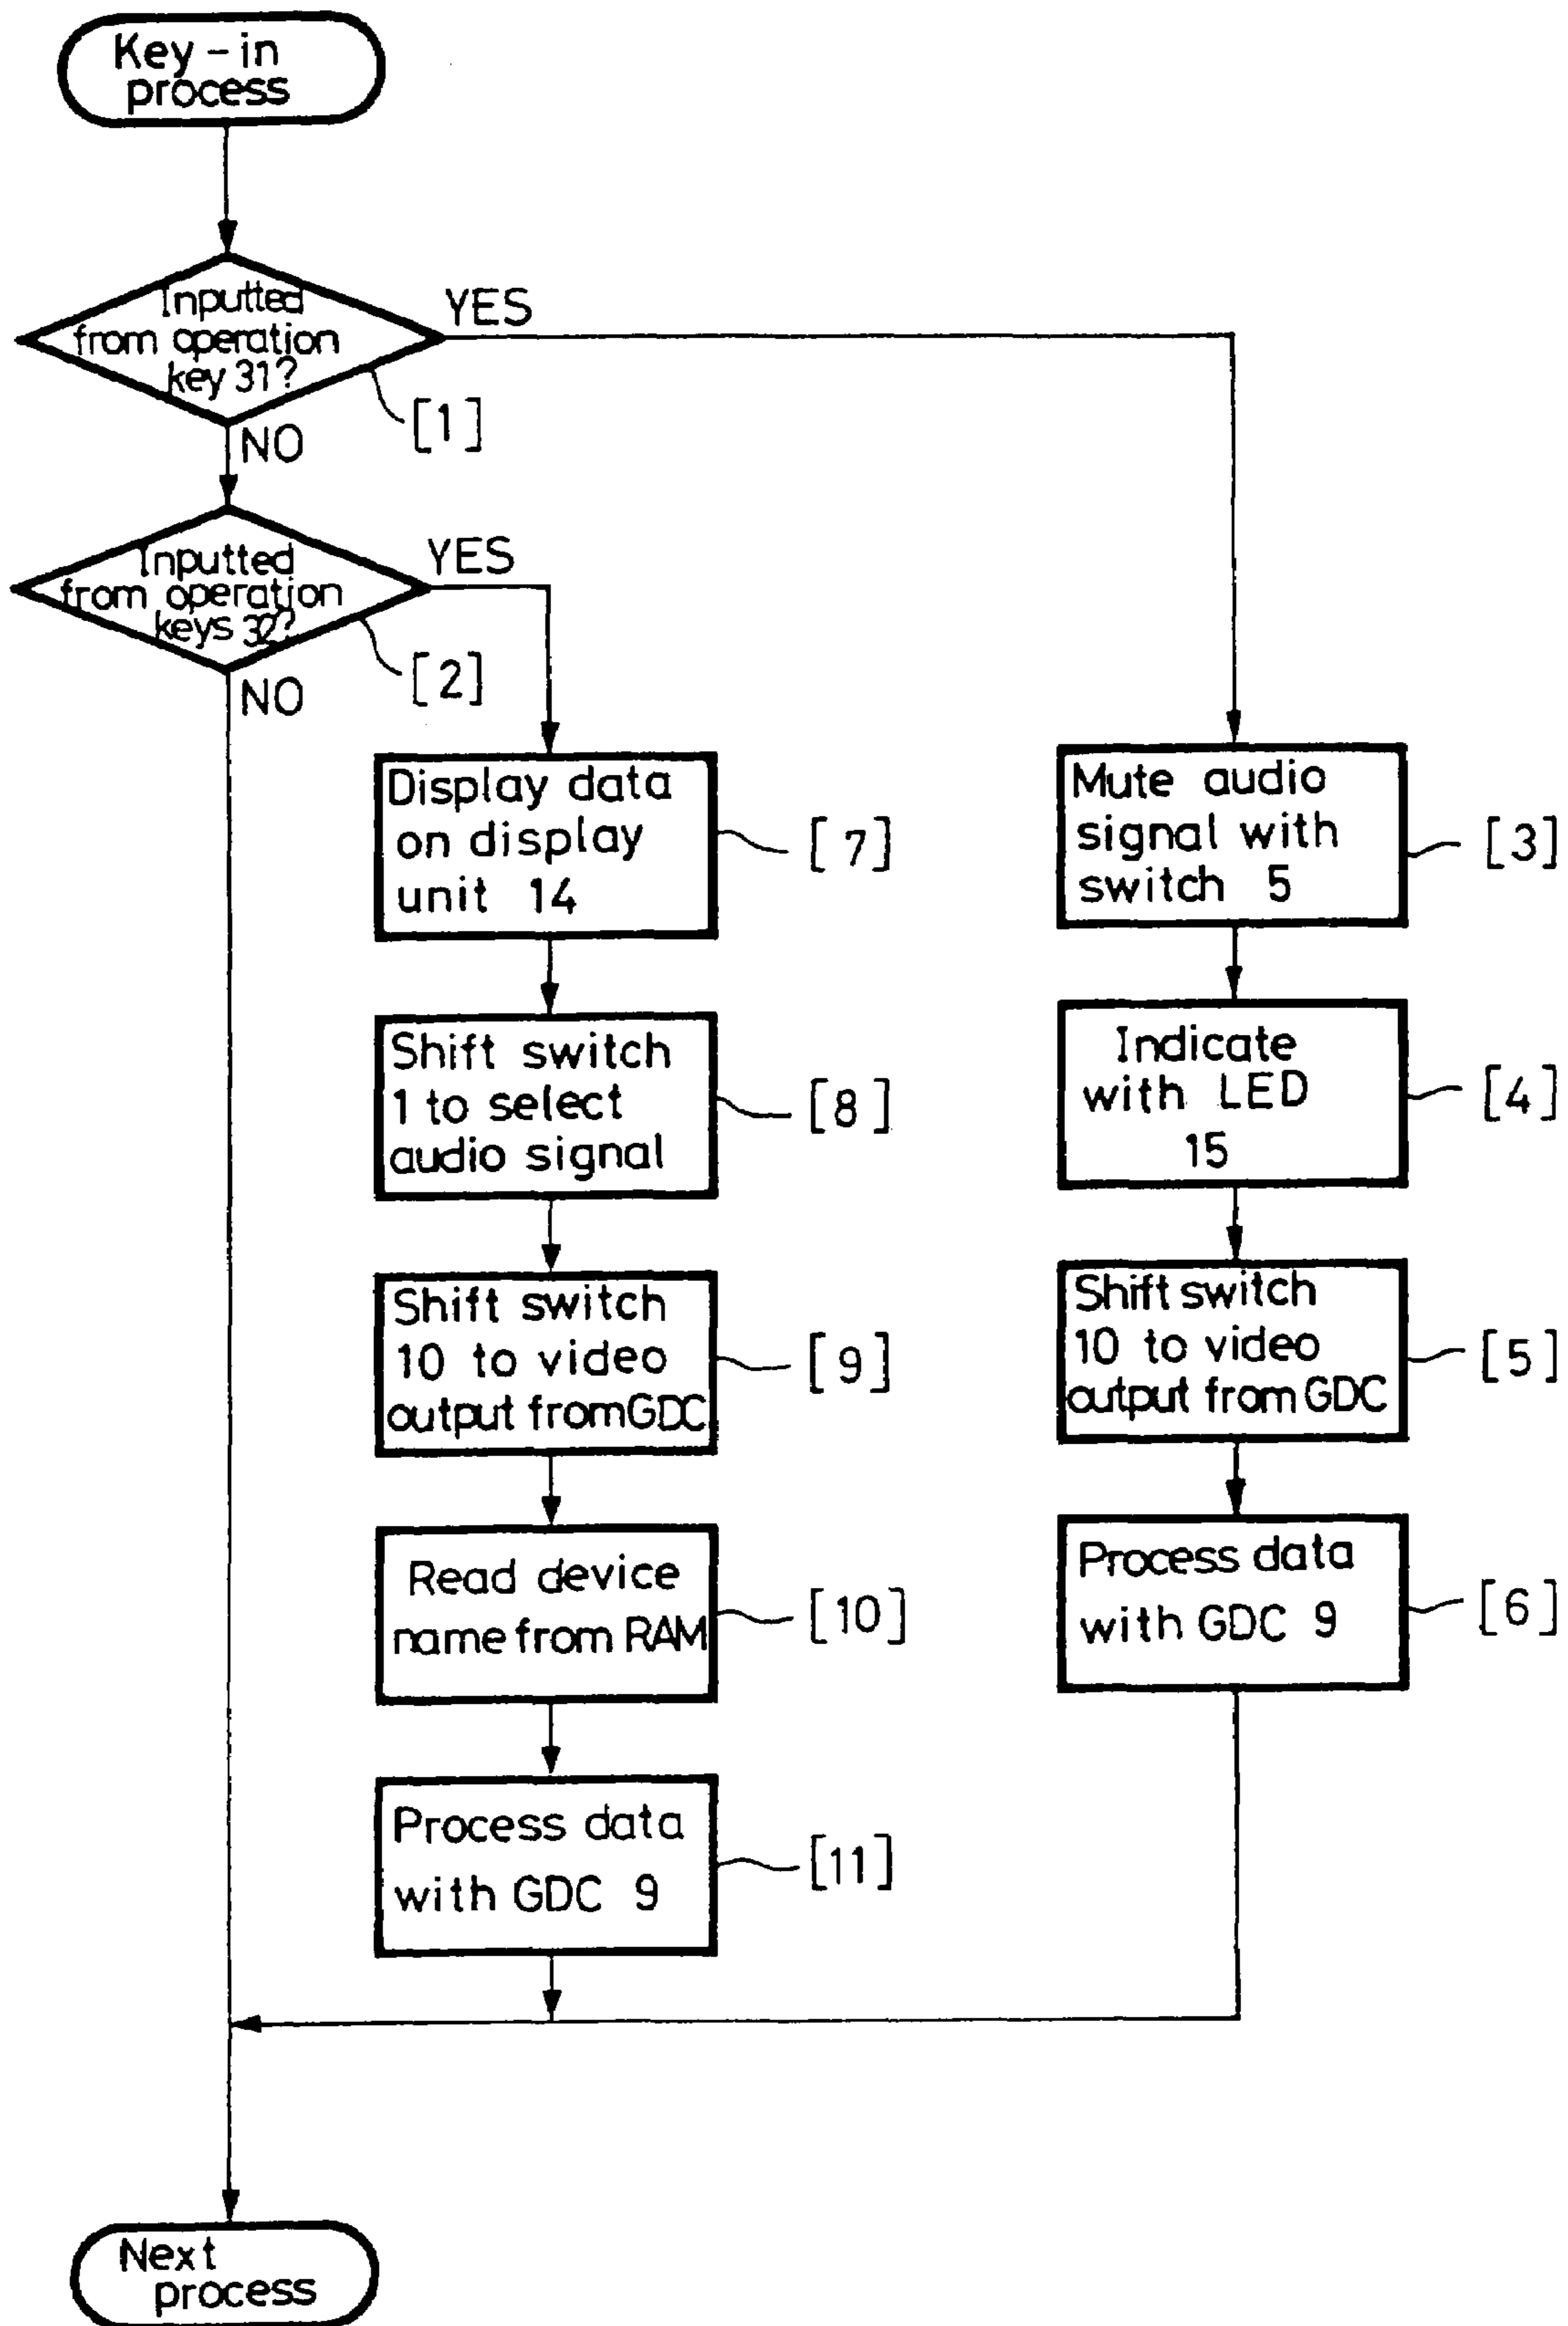 Key-in
process
Inputted
from operation
key 31?
YES
[1]
NO
Inputted
from operation
keys 32?
YES
[2]
NO
Display data
on display
unit 14
[7]
Shift switch
1 to select
audio signal
[8]
Shift switch
10 to video
output from GDC
[9]
Read device
name from RAM
[10]
Process data
with GDC 9
[11]
Mute audio
signal with
switch 5
[3]
Indicate
with LED
15
[4]
Shift switch
10 to video
output from GDC
[5]
Process data
with GDC 9
[6]
Next
process